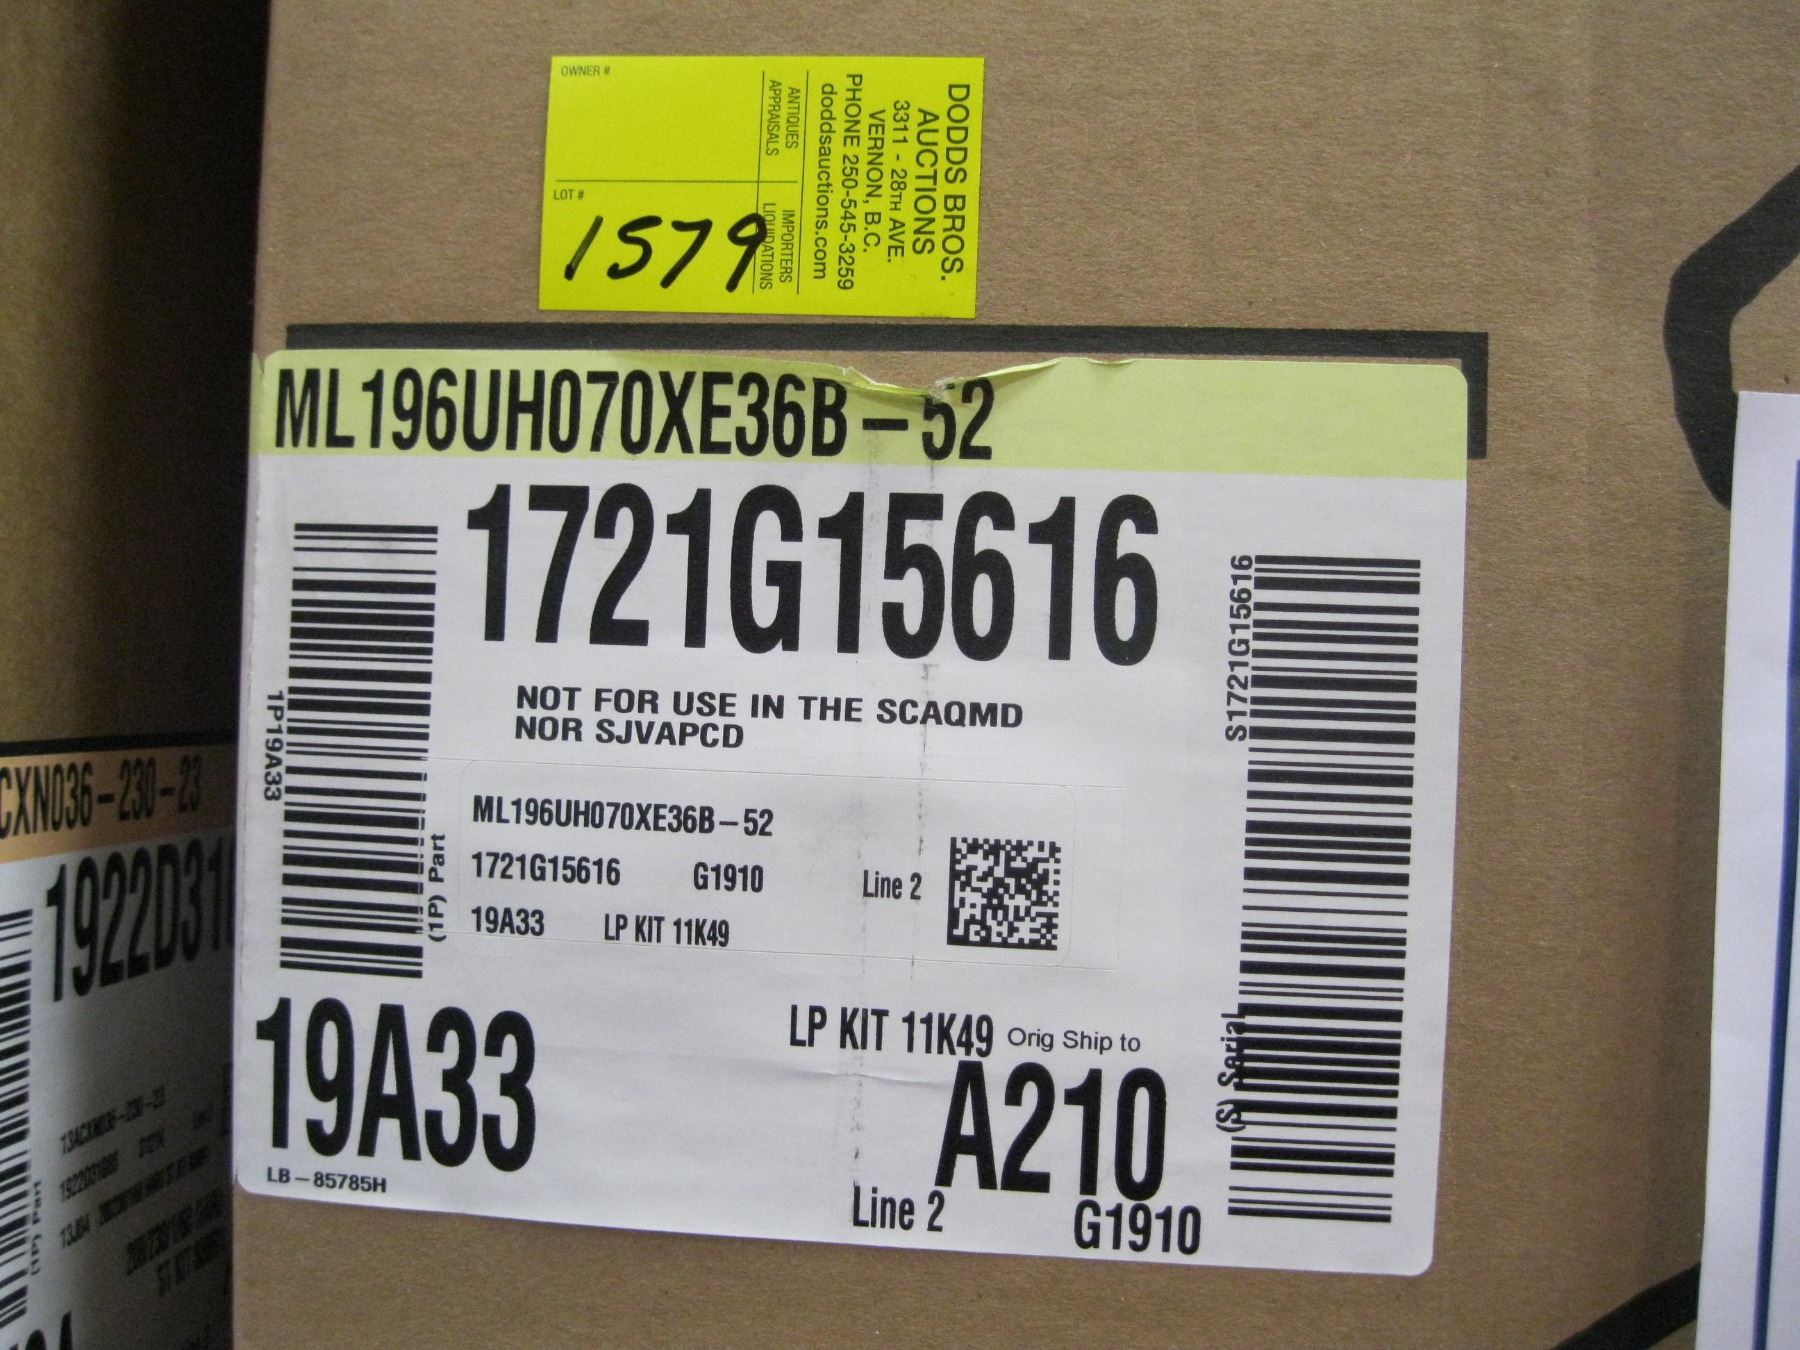 OWNER #
LOT #
1579
DODDS BROS.
AUCTIONS
3311 - 28TH AVE.
VERNON, B.C.
PHONE 250-545-3259
doddsauctions.com
ANTIQUES
APPRAISALS
IMPORTERS
LIQUIDATIONS
ML196UH070XE36B-52
1721G15616
NOT FOR USE IN THE SCAQMD
NOR SJVAPCD
1P19A33
(1P) Part
S1721G15616
(S) Serial
ML196UH070XE36B-52
1721G15616 G1910 Line 2
19A33 LP KIT 11K49
LP KIT 11K49 Orig Ship to
19A33
A210
LB-85785H
Line 2
G1910
CXN036-230-23
1922D31
(1P) Part